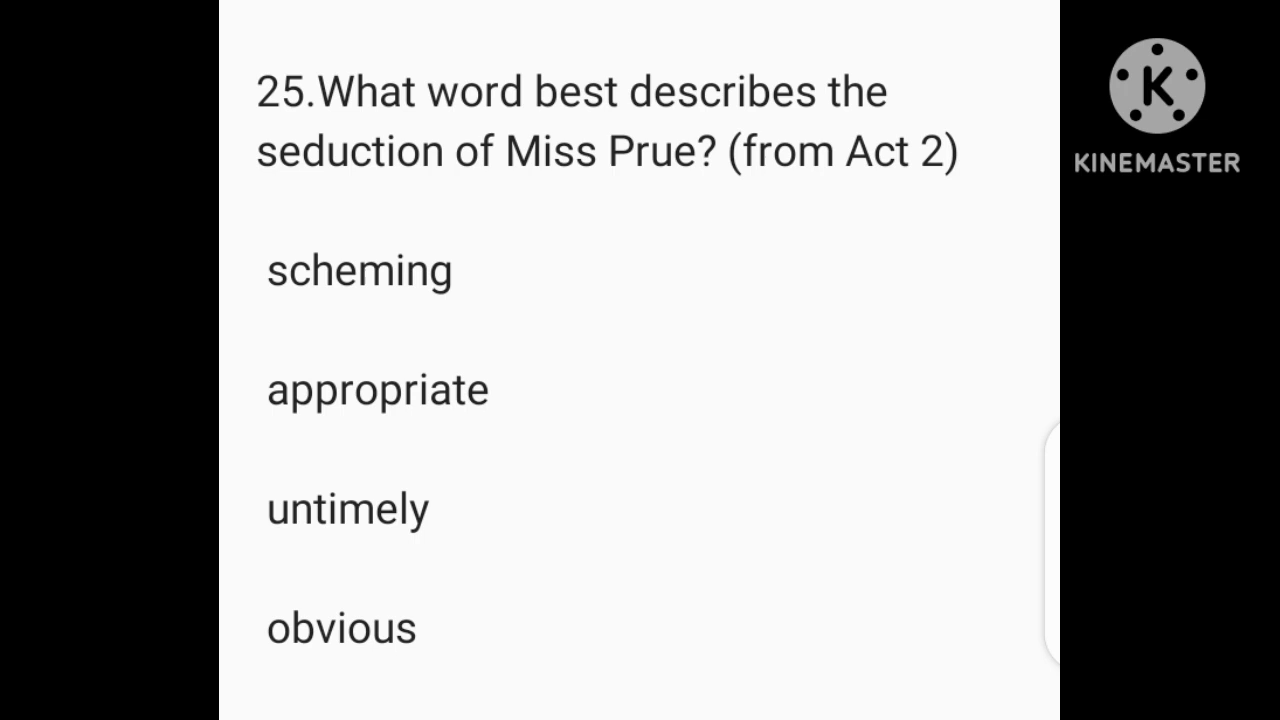 25.What word best describes the
seduction of Miss Prue? (from Act 2)
scheming
appropriate
untimely
obvious
K
KINEMASTER